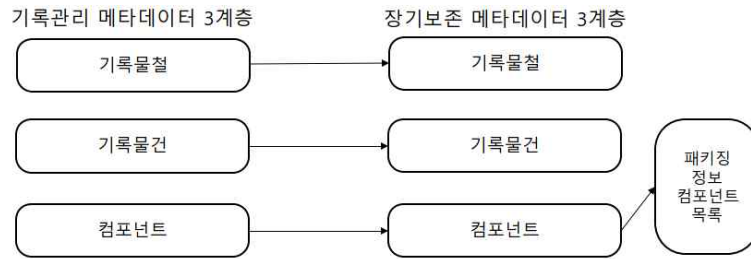 기록관리 메타데이터 3계층
장기보존 메타데이터 3계층
기록물철
기록물철
기록물건
기록물건
컴포넌트
컴포넌트
패키징
정보
컴포넌트
목록